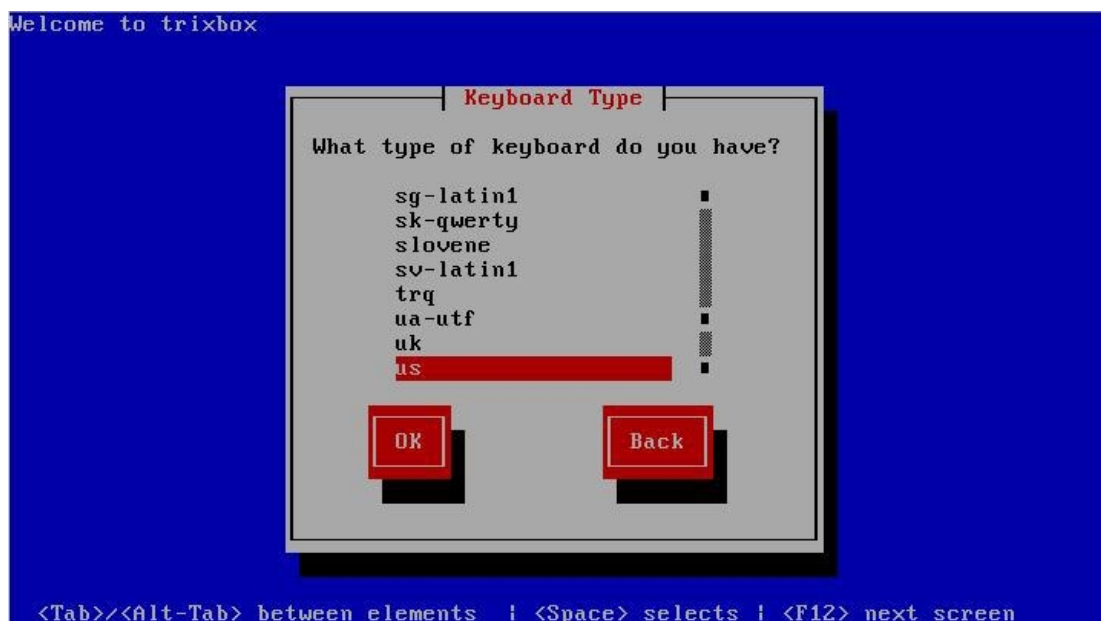 Welcome to trixbox
Keyboard Type
What type of keyboard do you have?
sg-latin1
sk-qwerty
slovene
sv-latin1
trq
ua-utf
uk
us
OK Back
<Tab>/<Alt-Tab> between elements | <Space> selects | <F12> next screen